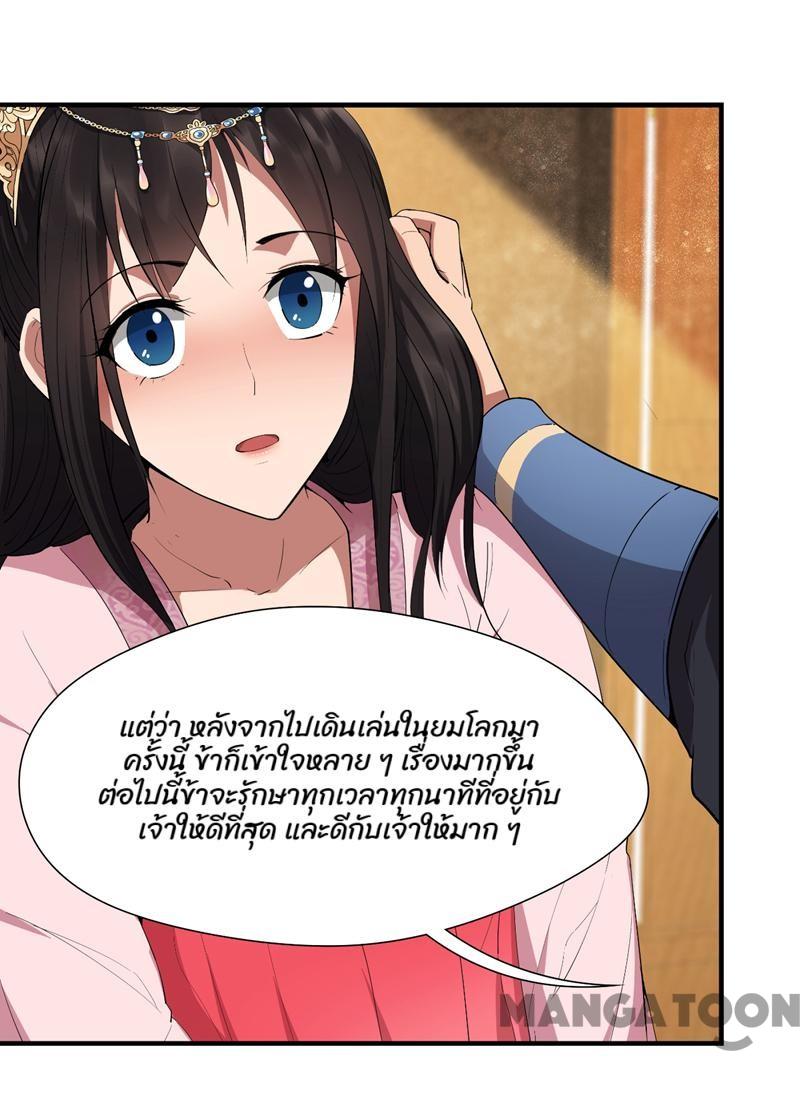 แต่ว่า หลังจากไปเดินเล่นในยมโลกมา
ครั้งนี้ ข้าก็เข้าใจหลาย ๆ เรื่องมากขึ้น
ต่อไปนี้ข้าจะรักษาทุกเวลาทุกนาทีที่อยู่กับ
เจ้าให้ดีที่สุด และดีกับเจ้าให้มาก ๆ
MANGATOON